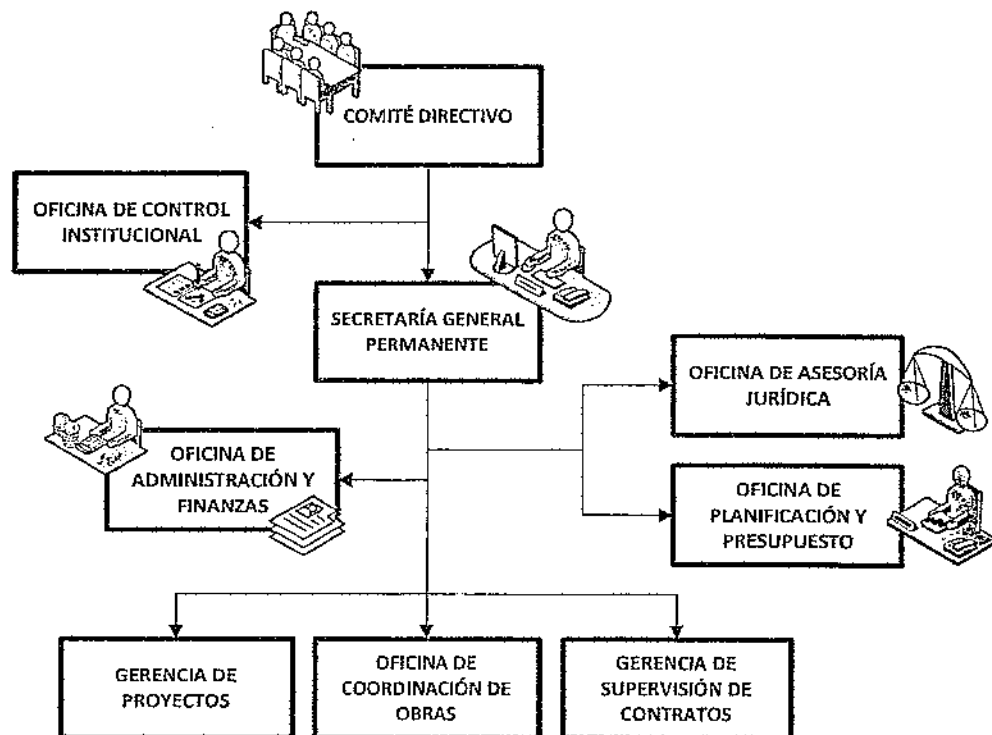 COMITÉ DIRECTIVO
OFICINA DE CONTROL
INSTITUCIONAL
SECRETARÍA GENERAL
PERMANENTE
OFICINA DE ASESORÍA
JURÍDICA
OFICINA DE
ADMINISTRACIÓN Y
FINANZAS
OFICINA DE
PLANIFICACIÓN Y
PRESUPUESTO
GERENCIA DE
PROYECTOS
OFICINA DE
COORDINACIÓN DE
OBRAS
GERENCIA DE
SUPERVISIÓN DE
CONTRATOS